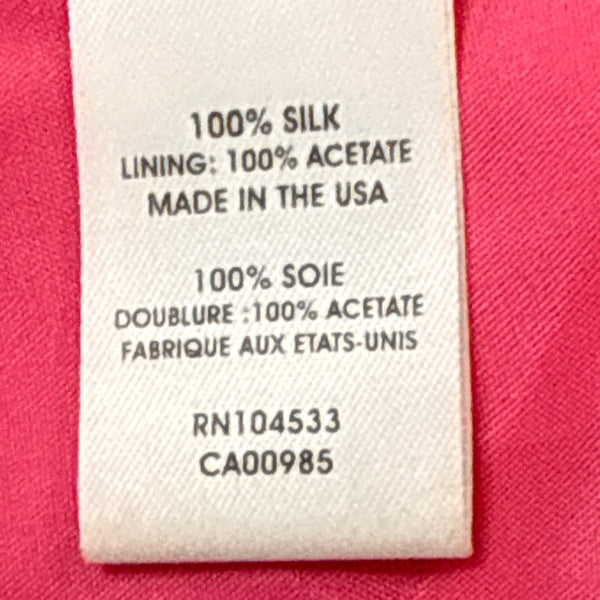 100% SILK
LINING: 100% ACETATE
MADE IN THE USA
100% SOIE
DOUBLURE :100% ACETATE
FABRIQUE AUX ETATS-UNIS
RN104533
CA00985